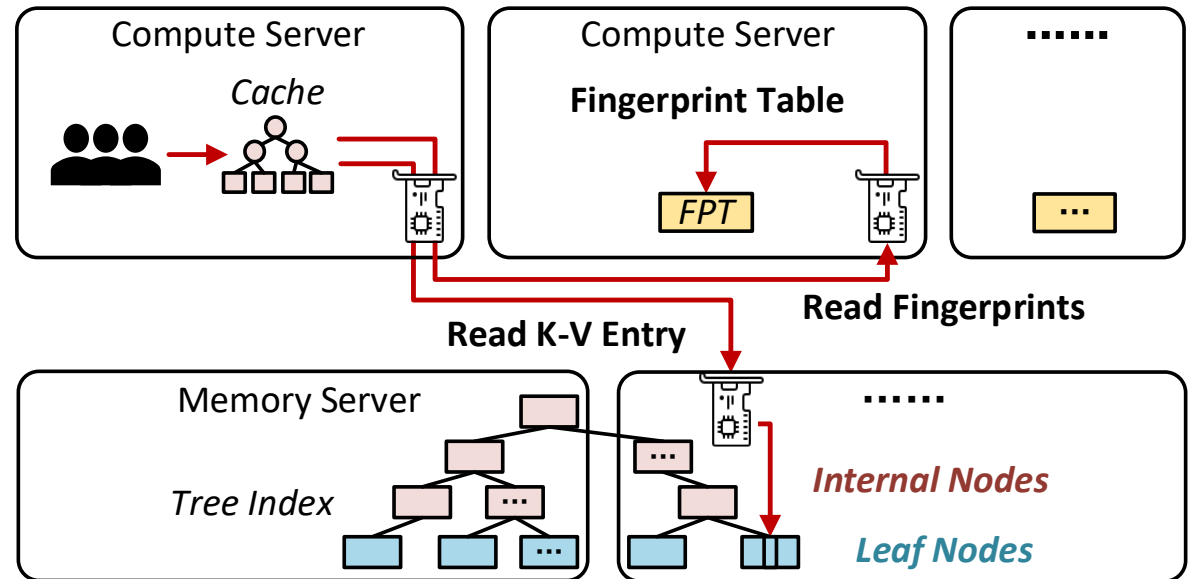 Compute Server
Cache
Compute Server
Fingerprint Table
FPT
......
...
Read Fingerprints
Read K-V Entry
Memory Server
Tree Index
...
...
...
......
Internal Nodes
Leaf Nodes